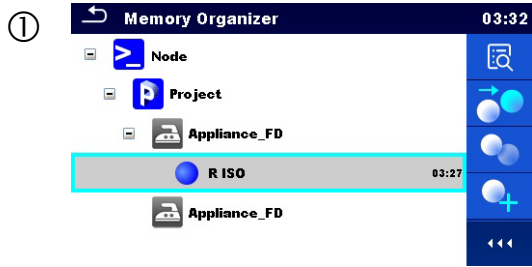 ①
Memory Organizer 03:32
Node
Project
Appliance_FD
R ISO 03:27
Appliance_FD